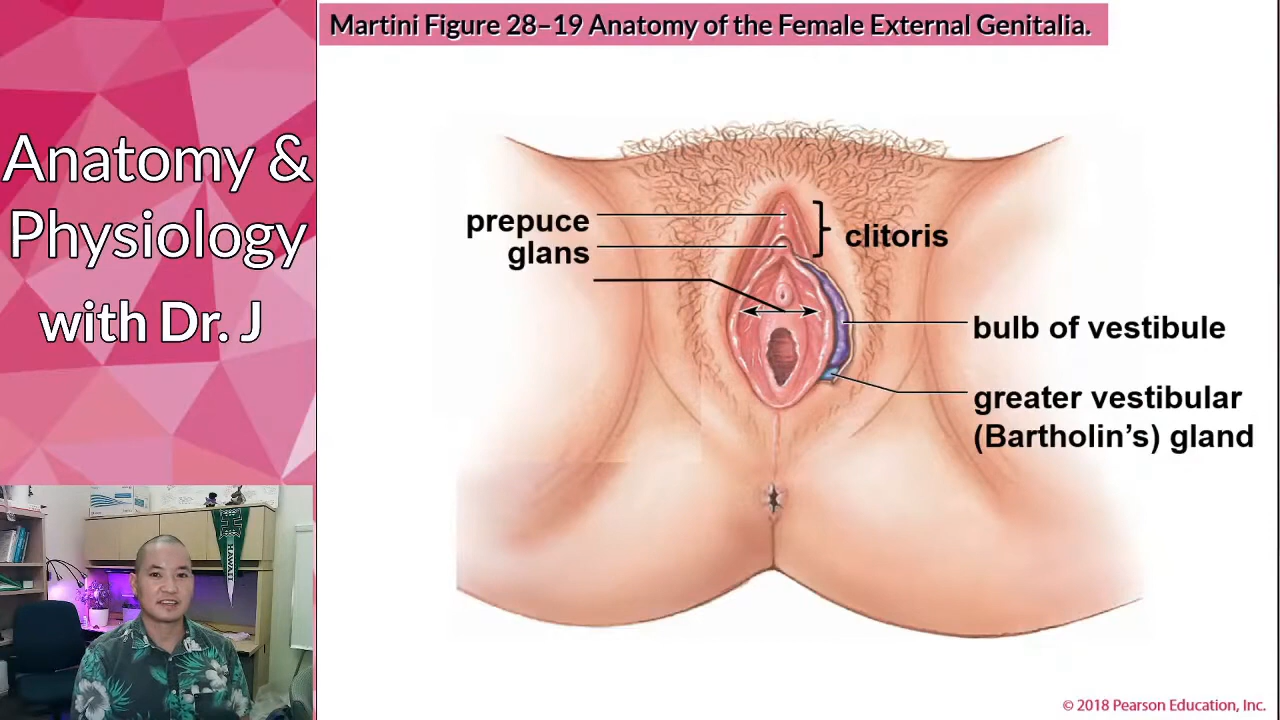 Martini Figure 28–19 Anatomy of the Female External Genitalia.
Anatomy &
Physiology
with Dr. J
prepuce
glans
clitoris
bulb of vestibule
greater vestibular
(Bartholin’s) gland
H
HAWAI'I
© 2018 Pearson Education, Inc.